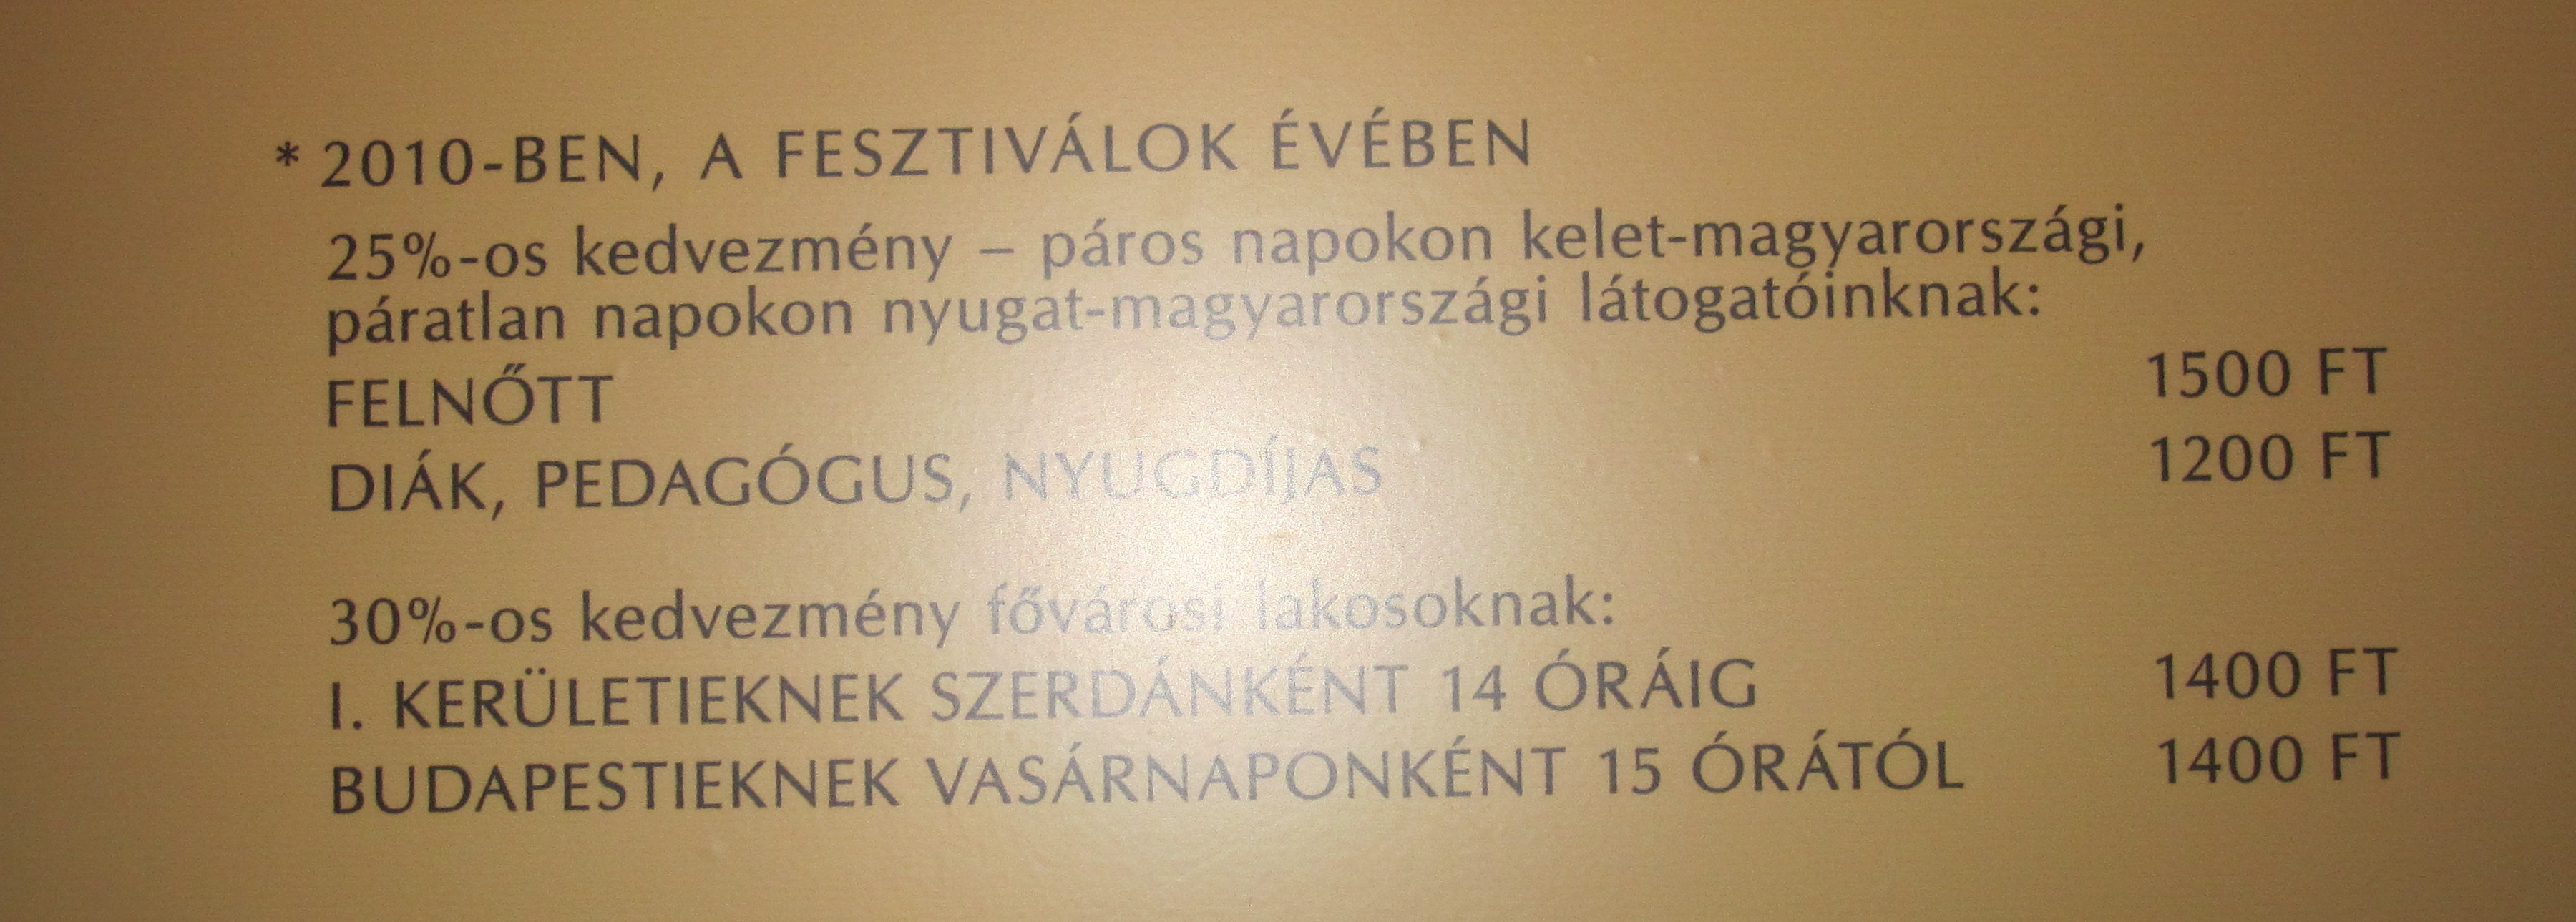 * 2010-BEN, A FESZTIVÁLOK ÉVÉBEN
25%-os kedvezmény – páros napokon kelet-magyarországi,
páratlan napokon nyugat-magyarországi látogatóinknak:
FELNŐTT 1500 FT
DIÁK, PEDAGÓGUS, NYUGDÍJAS 1200 FT
30%-os kedvezmény fővárosi lakosoknak:
I. KERÜLETIEKNEK SZERDÁNKÉNT 14 ÓRÁIG 1400 FT
BUDAPESTIEKNEK VASÁRNAPONKÉNT 15 ÓRÁTÓL 1400 FT